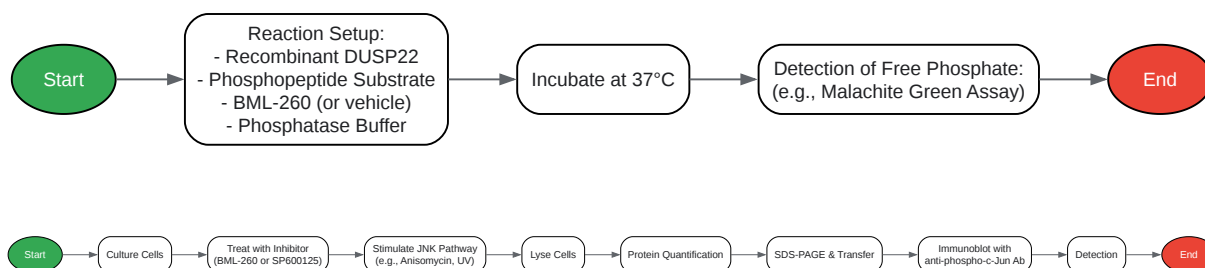 Start
Reaction Setup:
- Recombinant DUSP22
- Phosphopeptide Substrate
- BML-260 (or vehicle)
- Phosphatase Buffer
Incubate at 37°C
Detection of Free Phosphate:
(e.g., Malachite Green Assay)
End
Start
Culture Cells
Treat with Inhibitor
(BML-260 or SP600125)
Stimulate JNK Pathway
(e.g., Anisomycin, UV)
Lyse Cells
Protein Quantification
SDS-PAGE & Transfer
Immunoblot with
anti-phospho-c-Jun Ab
Detection
End